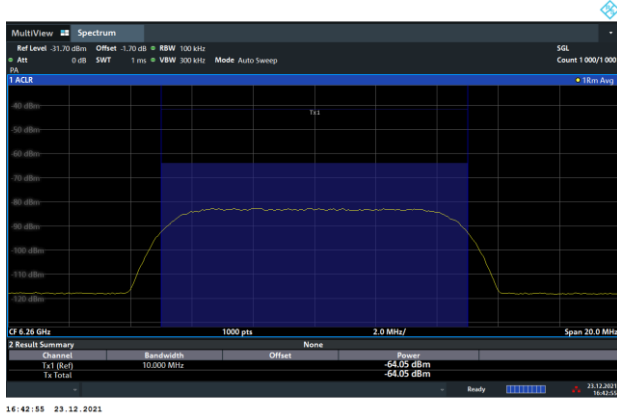 MultiView Spectrum
Ref Level -31.70 dBm Offset -1.70 dB RBW 100 kHz SGL
Att 0 dB SWT 1 ms VBW 300 kHz Mode Auto Sweep Count 1 000/1 000
PA
1 ACLR 1Rm Avg
-40 dBm
Tx1
-50 dBm
-60 dBm
-70 dBm
-80 dBm
-90 dBm
-100 dBm
-110 dBm
-120 dBm
CF 6.26 GHz 1000 pts 2.0 MHz/ Span 20.0 MHz
2 Result Summary None
Channel Bandwidth Offset Power
Tx1 (Ref) 10.000 MHz -64.05 dBm
Tx Total -64.05 dBm
Ready 23.12.2021
16:42:55
16:42:55 23.12.2021